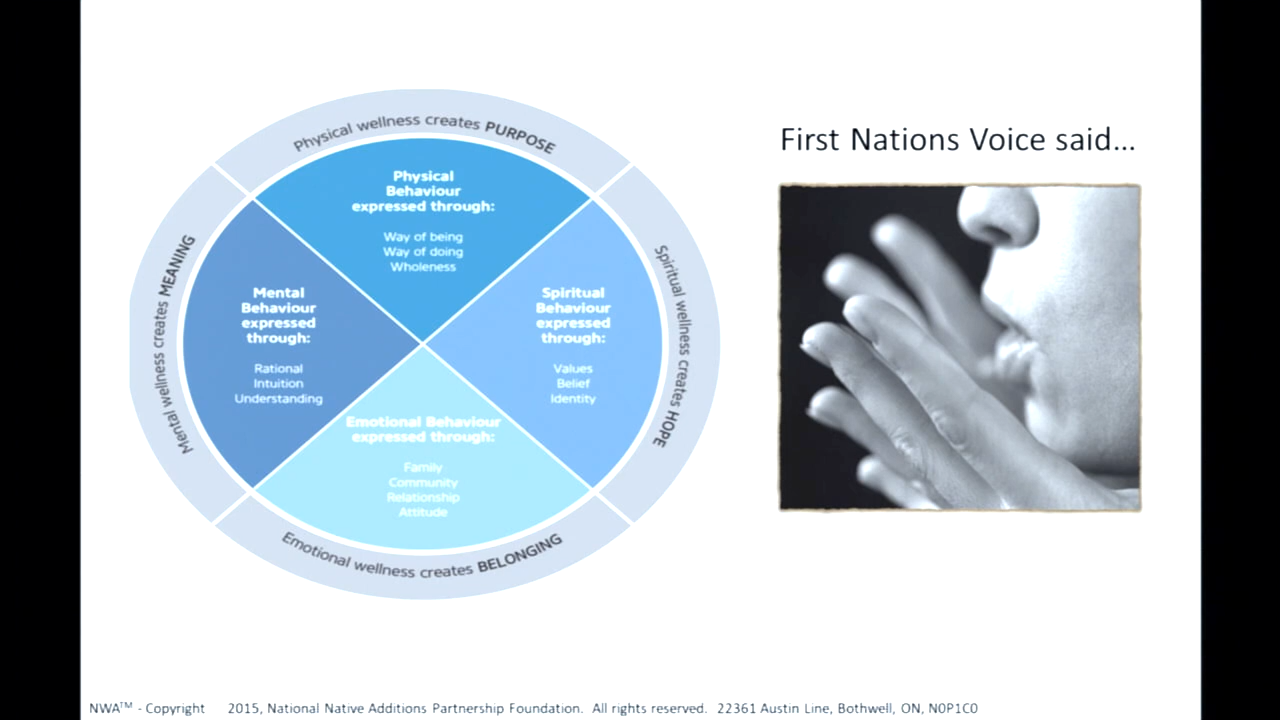 Physical wellness creates PURPOSE
Physical
Behaviour
expressed through:
Way of being
Way of doing
Wholeness
Mental wellness creates MEANING
Mental
Behaviour
expressed
through:
Rational
Intuition
Understanding
Spiritual
Behaviour
expressed
through:
Values
Belief
Identity
Spiritual wellness creates HOPE
Emotional Behaviour
expressed through:
Family
Community
Relationship
Attitude
Emotional wellness creates BELONGING
First Nations Voice said...
NWA™ - Copyright 2015, National Native Additions Partnership Foundation. All rights reserved. 22361 Austin Line, Bothwell, ON, N0P1C0